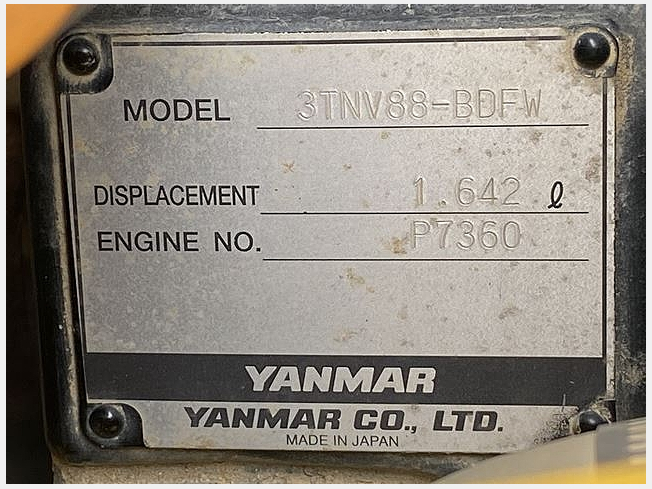 MODEL 3TNV88-BDFW
DISPLACEMENT 1.642 ℓ
ENGINE NO. P7360
YANMAR
YANMAR CO., LTD.
MADE IN JAPAN